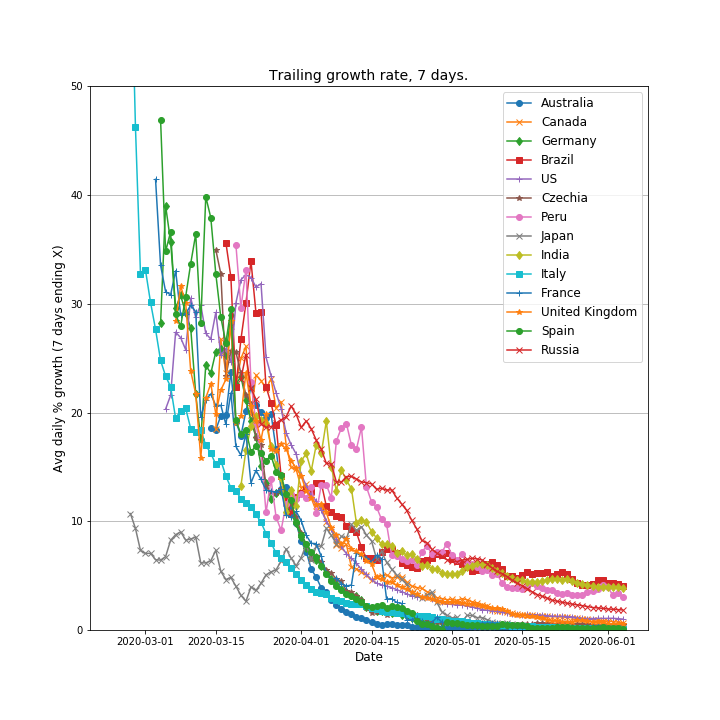 Trailing growth rate, 7 days.
50
40
30
20
10
0
Avg daily % growth (7 days ending X)
2020-03-01 2020-03-15 2020-04-01 2020-04-15 2020-05-01 2020-05-15 2020-06-01
Date
Australia
Canada
Germany
Brazil
US
Czechia
Peru
Japan
India
Italy
France
United Kingdom
Spain
Russia